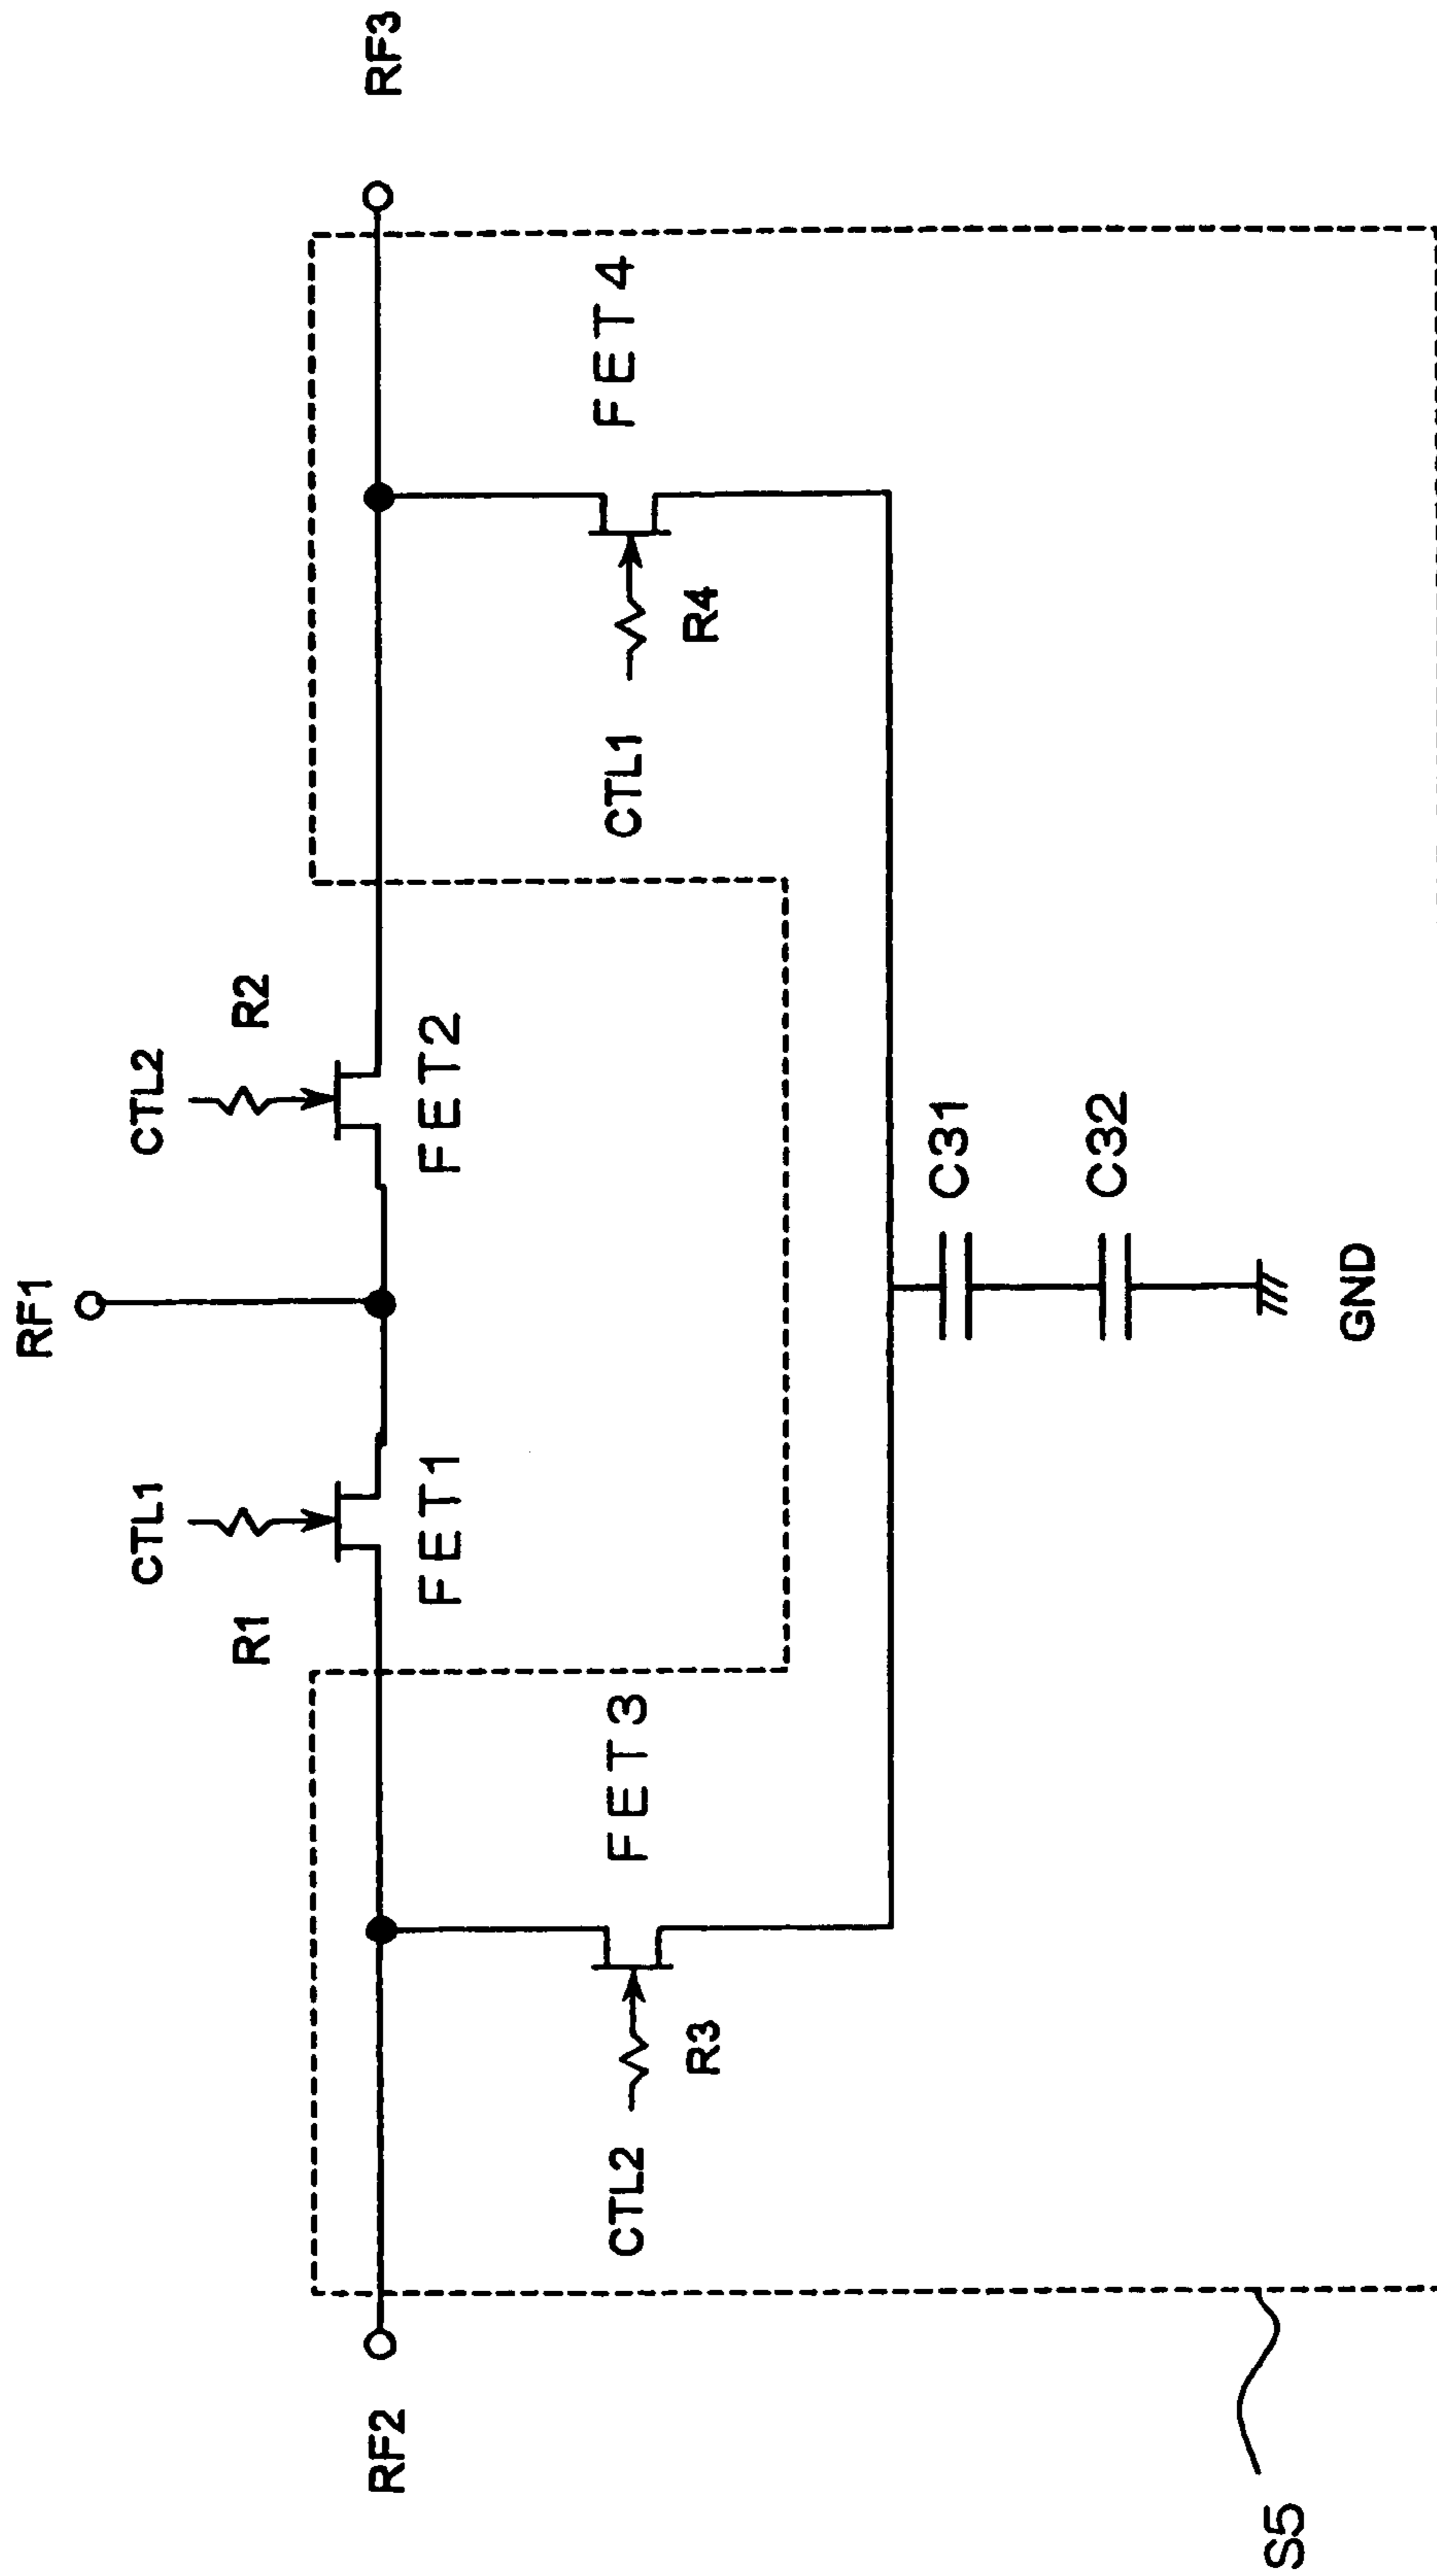 RF1
CTL1
CTL2
R1
R2
RF2
RF3
FET1
FET2
FET3
FET4
CTL2
R3
CTL1
R4
C31
C32
GND
S5